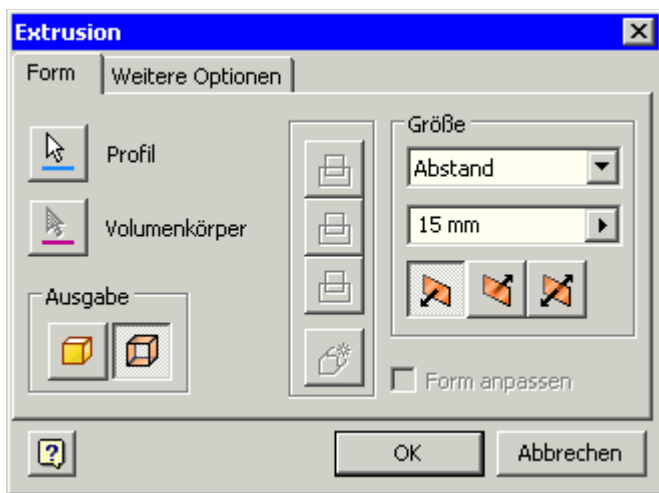 Extrusion
Form
Weitere Optionen
Profil
Volumenkörper
Ausgabe
Größe
Abstand
15 mm
Form anpassen
OK
Abbrechen